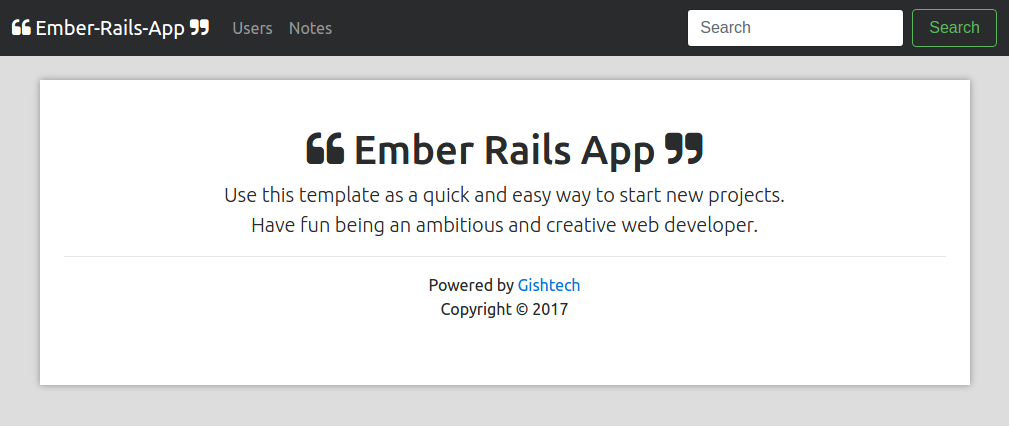 ❝ Ember-Rails-App ❞ Users Notes Search Search
❝ Ember Rails App ❞
Use this template as a quick and easy way to start new projects.
Have fun being an ambitious and creative web developer.
Powered by Gishtech
Copyright © 2017